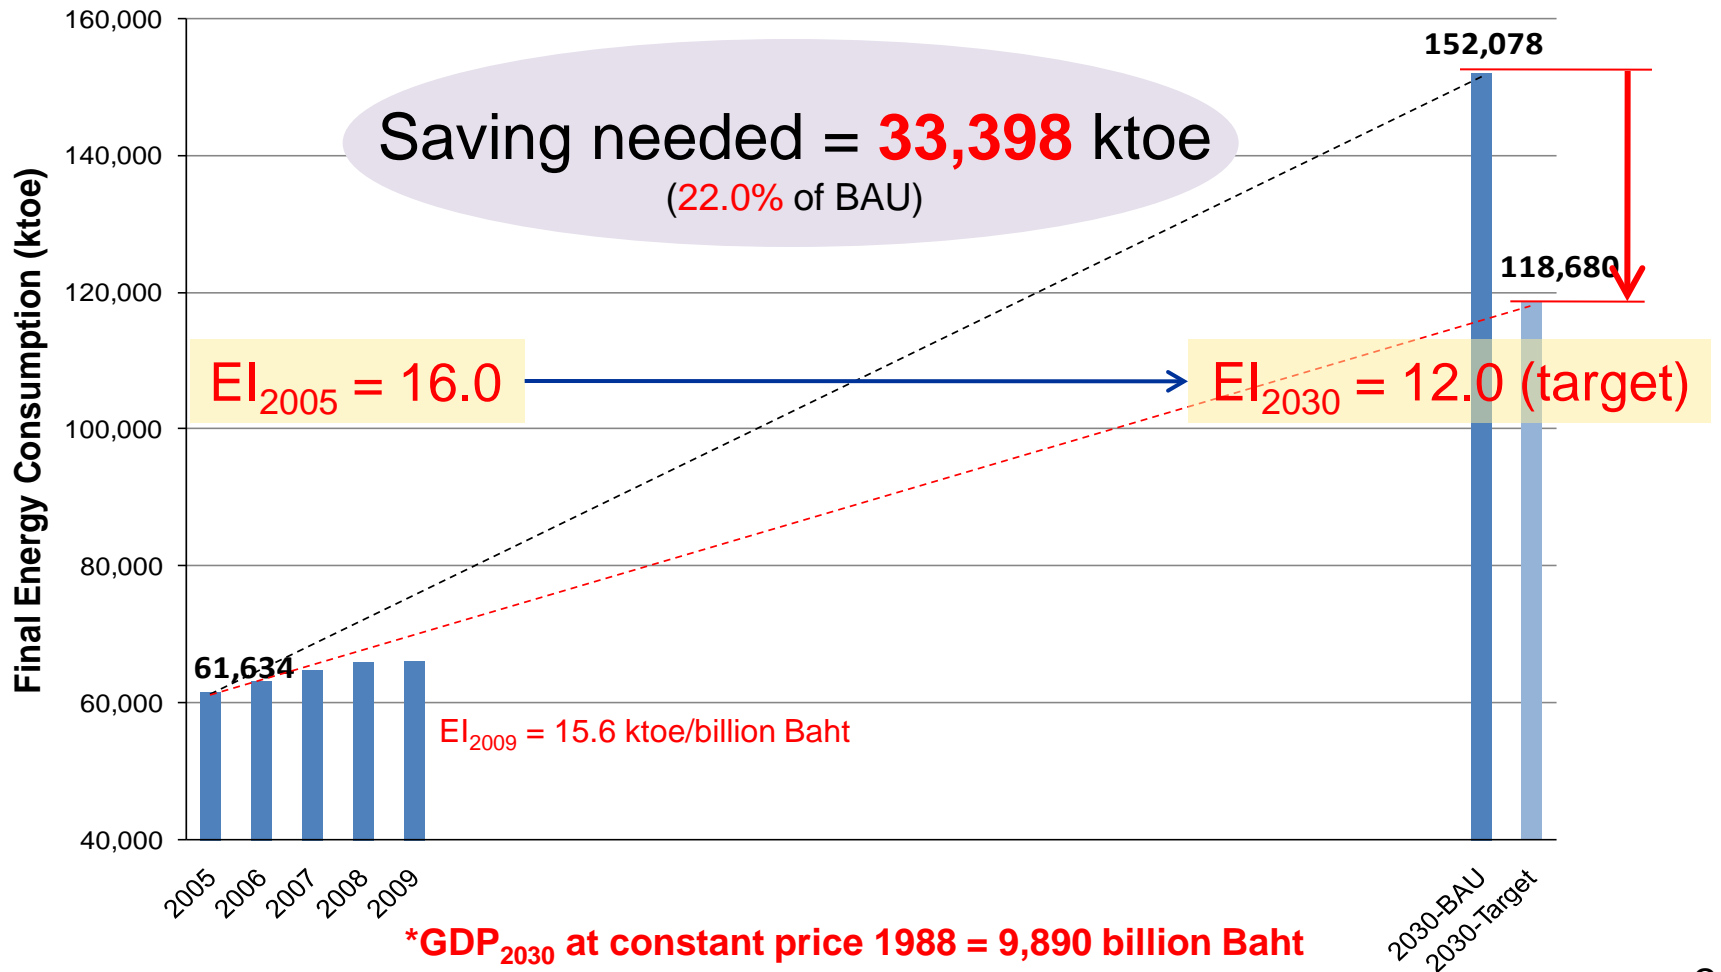 160,000
140,000
120,000
100,000
80,000
60,000
40,000
Final Energy Consumption (ktoe)
152,078
Saving needed = 33,398 ktoe
(22.0% of BAU)
118,680
EI2005 = 16.0
EI2030 = 12.0 (target)
61,634
EI2009 = 15.6 ktoe/billion Baht
2005
2006
2007
2008
2009
2030-BAU
2030-Target
*GDP2030 at constant price 1988 = 9,890 billion Baht